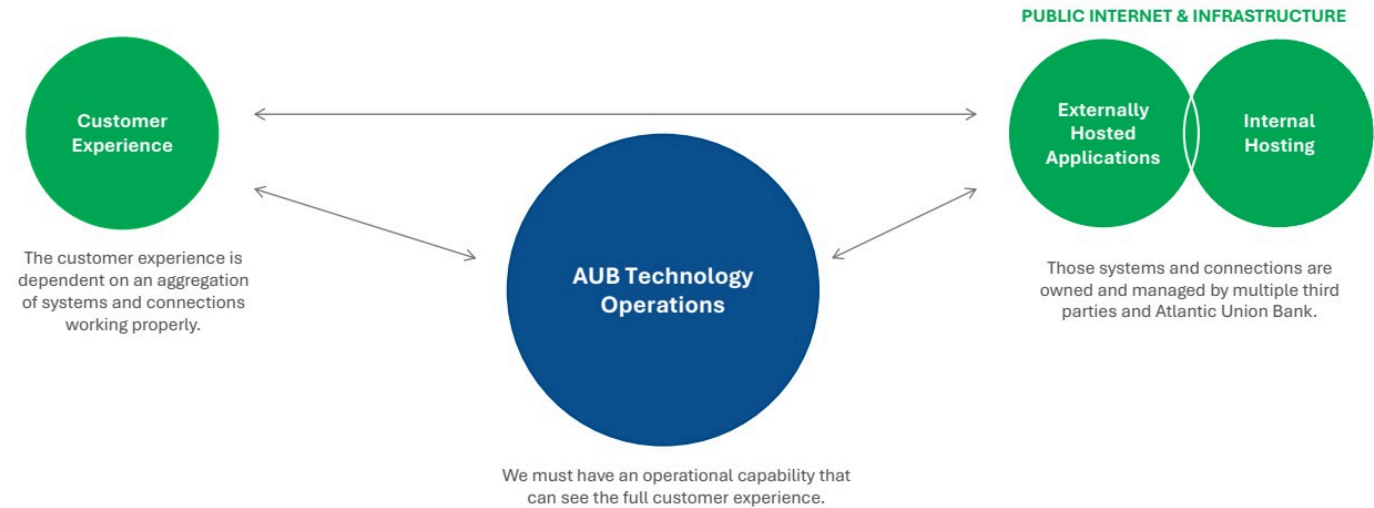 PUBLIC INTERNET & INFRASTRUCTURE
Customer
Experience
Externally
Hosted
Applications
Internal
Hosting
The customer experience is
dependent on an aggregation
of systems and connections
working properly.
AUB Technology
Operations
Those systems and connections are
owned and managed by multiple third
parties and Atlantic Union Bank.
We must have an operational capability that
can see the full customer experience.